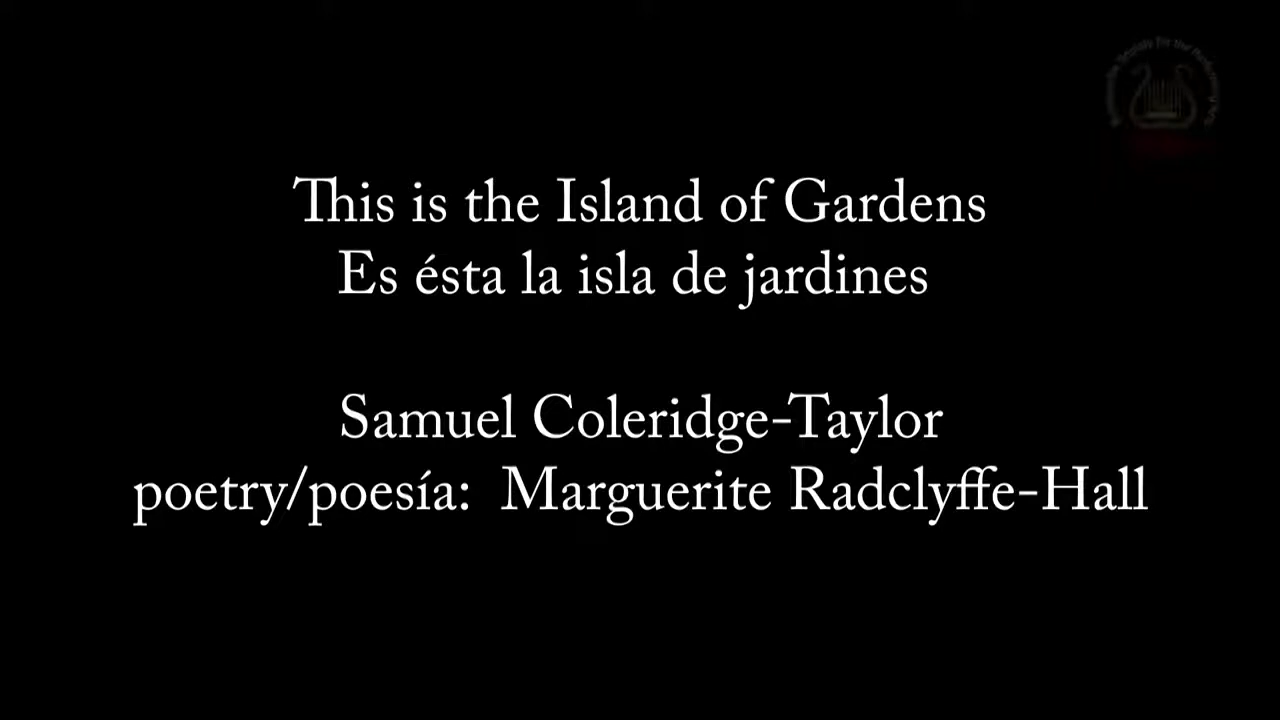 This is the Island of Gardens
Es ésta la isla de jardines
Samuel Coleridge-Taylor
poetry/poesía: Marguerite Radclyffe-Hall